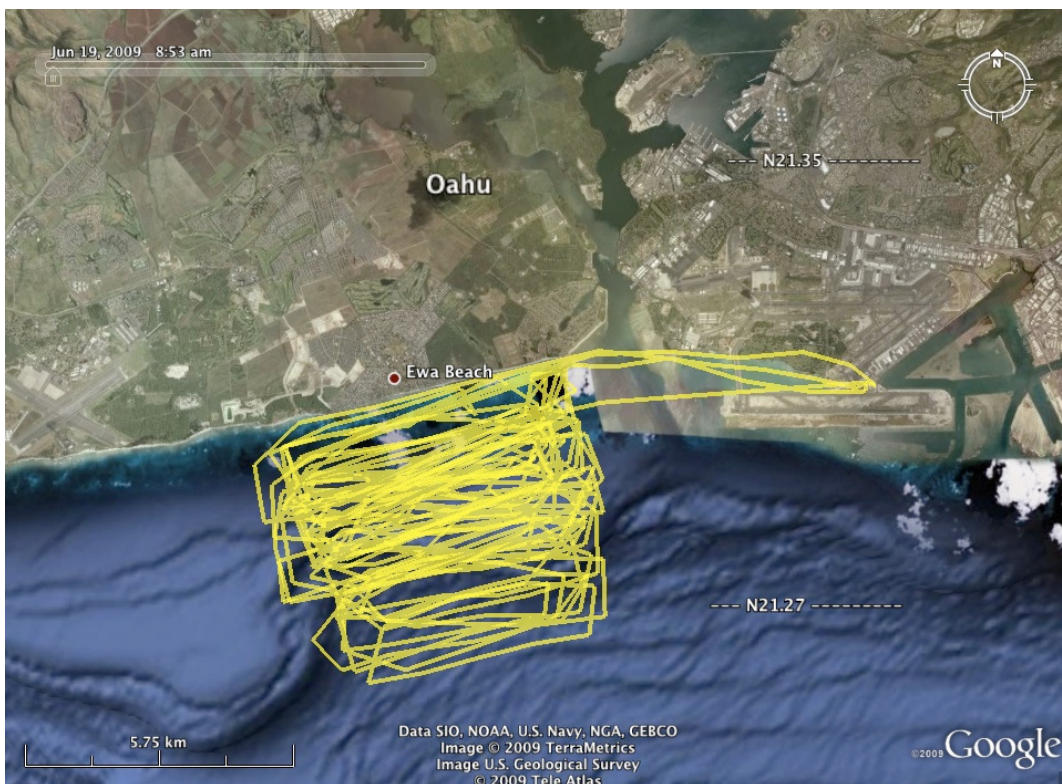 Jun 19, 2009 8:53 am
N
--- N21.35 ----------
Oahu
Ewa Beach
--- N21.27 ----------
5.75 km
Data SIO, NOAA, U.S. Navy, NGA, GEBCO
Image © 2009 TerraMetrics
Image U.S. Geological Survey
© 2009 Tele Atlas
©2009 Google